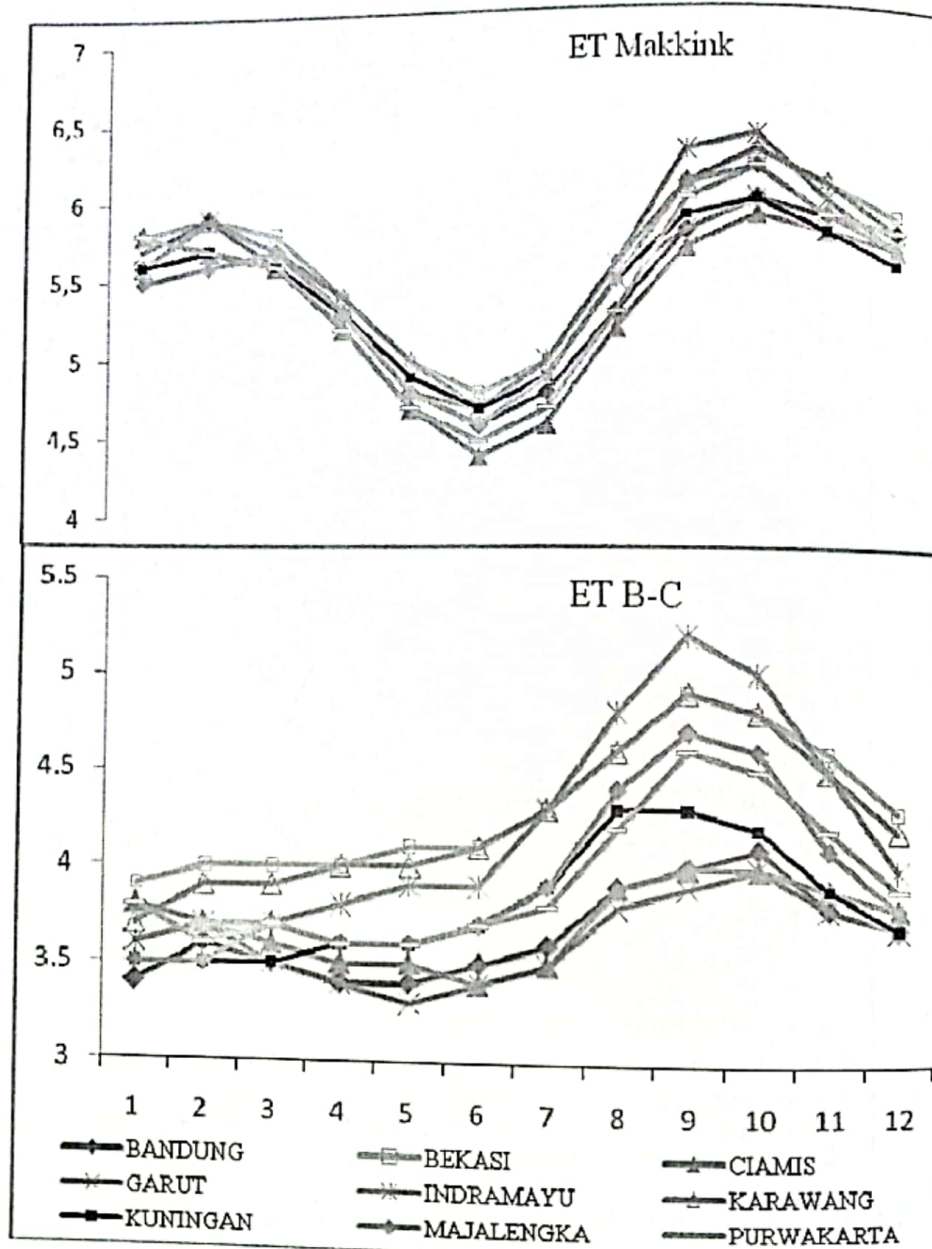 ET Makkink
7
6,5
6
5,5
5
4,5
4
ET B-C
5.5
5
4.5
4
3.5
3
1 2 3 4 5 6 7 8 9 10 11 12
BANDUNG BEKASI CIAMIS
GARUT INDRAMAYU KARAWANG
KUNINGAN MAJALENGKA PURWAKARTA